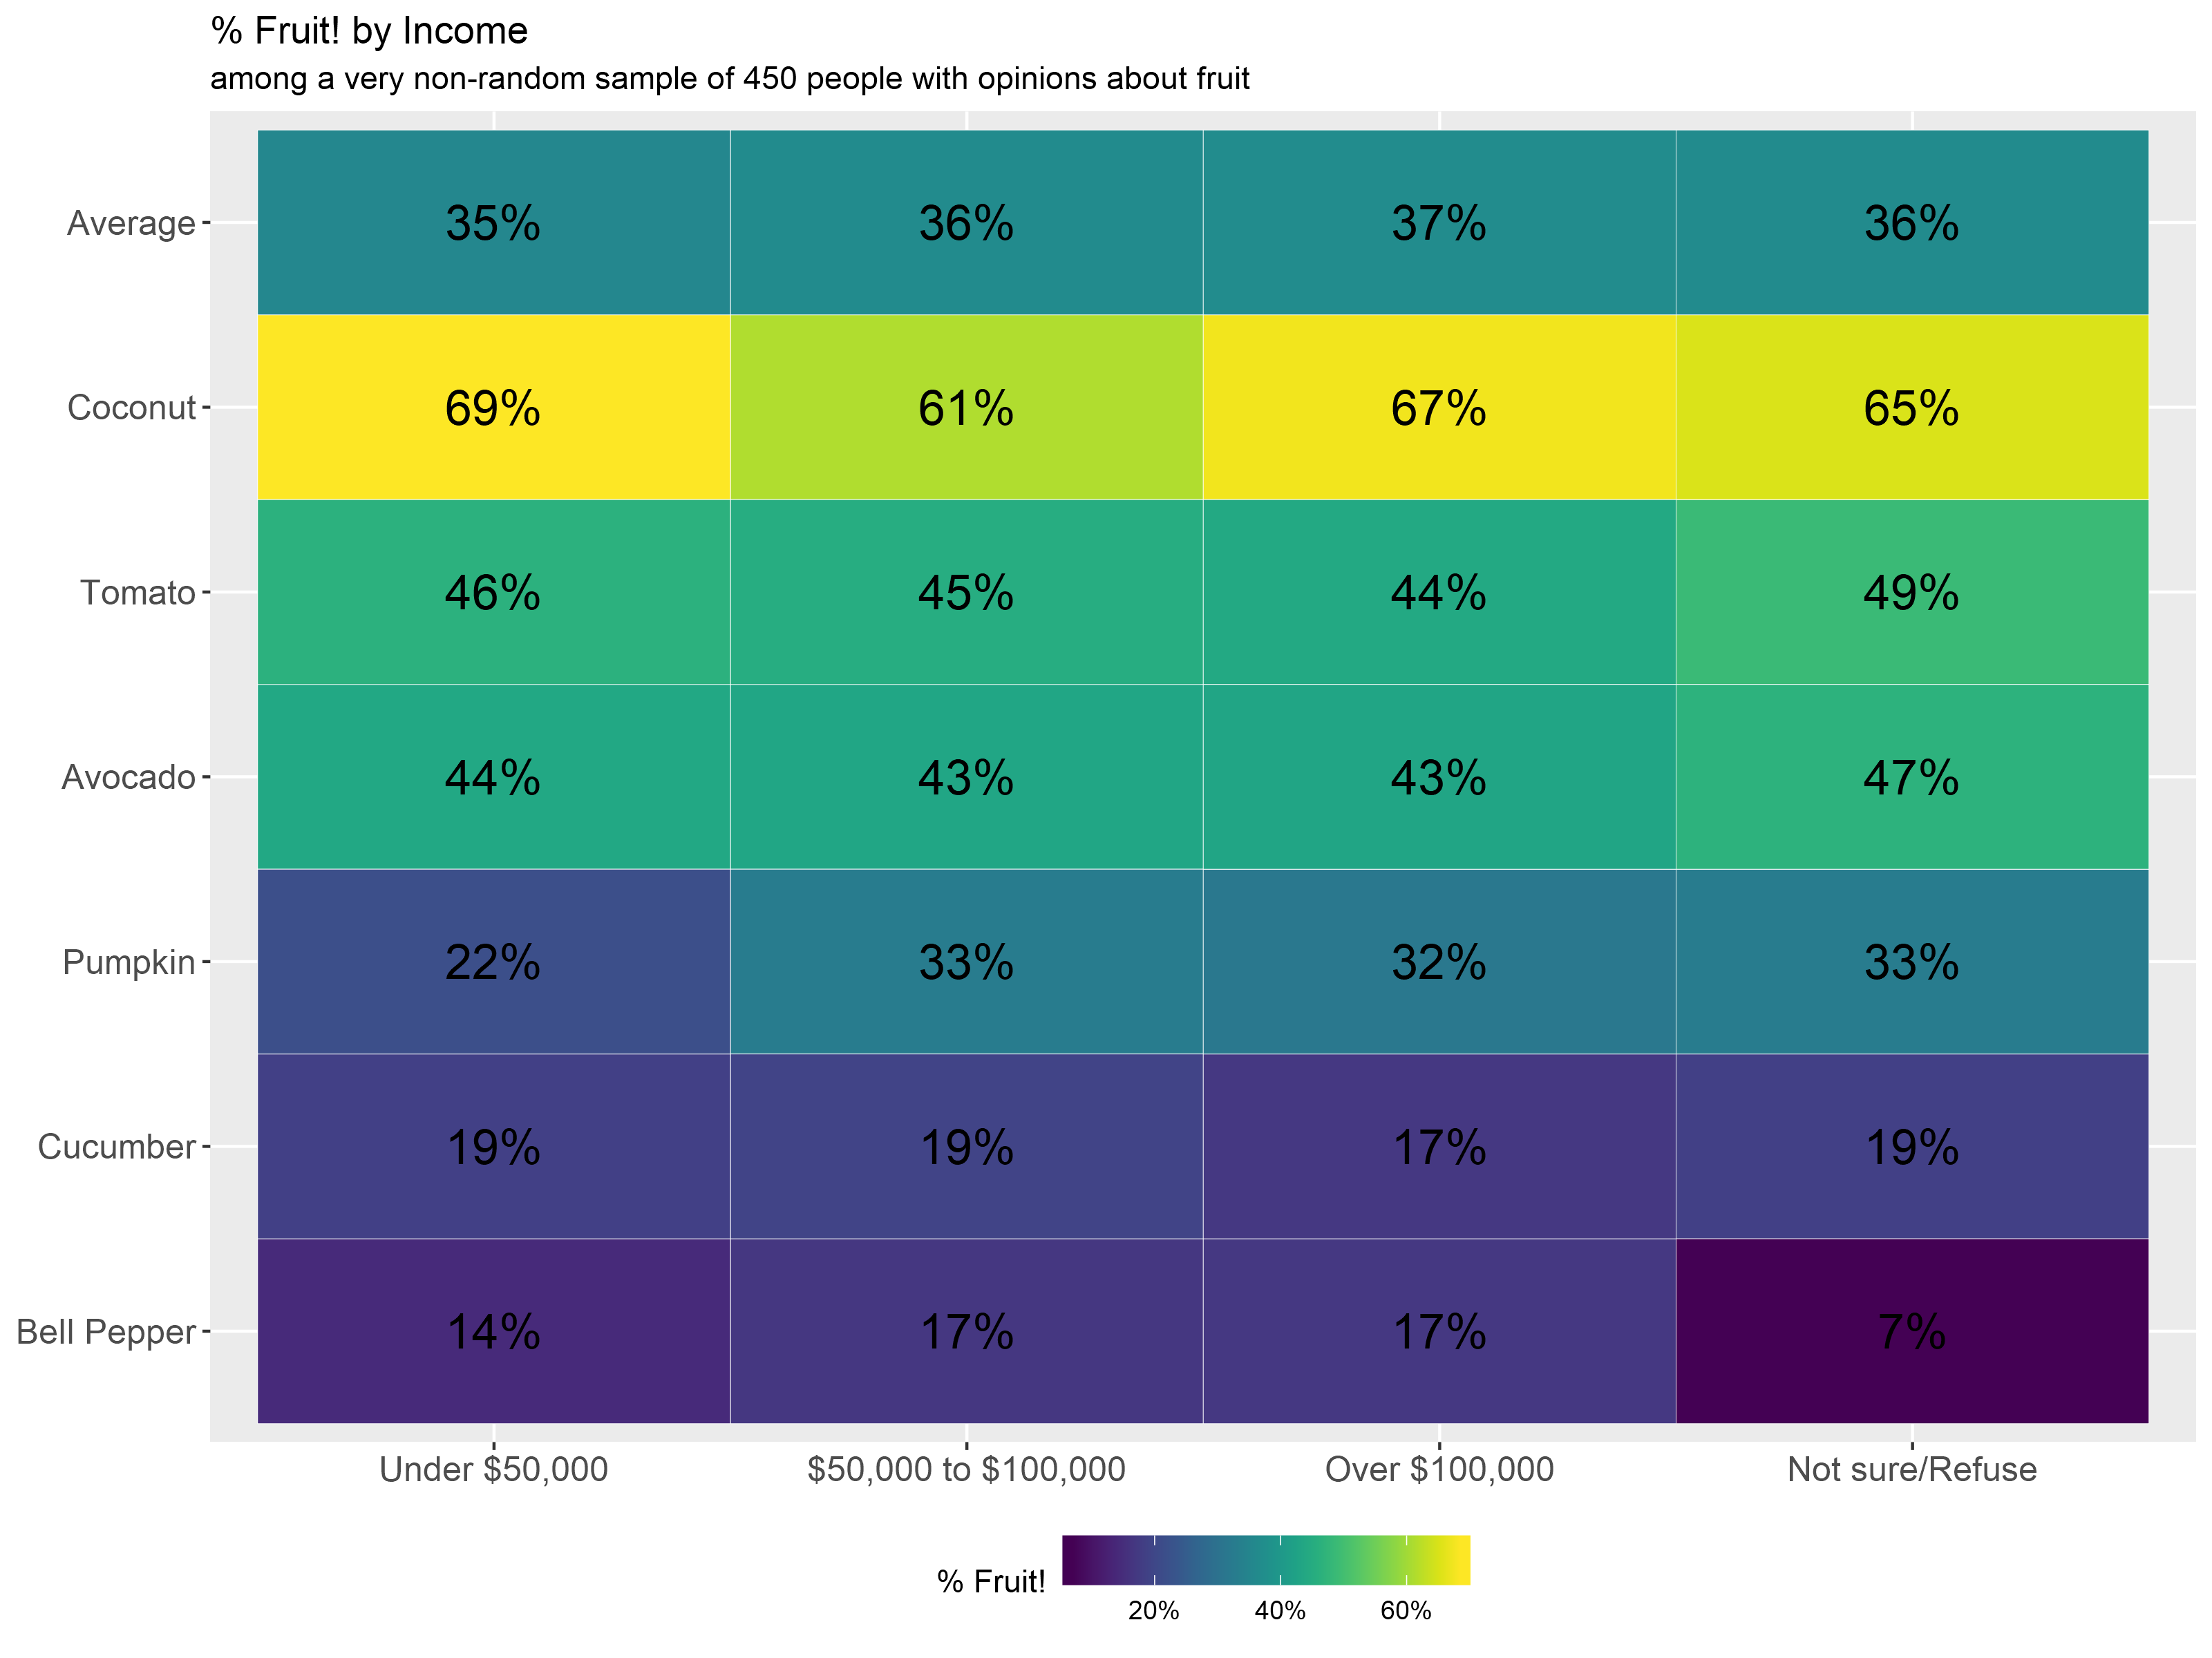 % Fruit! by Income
among a very non-random sample of 450 people with opinions about fruit
Average 35% 36% 37% 36%
Coconut 69% 61% 67% 65%
Tomato 46% 45% 44% 49%
Avocado 44% 43% 43% 47%
Pumpkin 22% 33% 32% 33%
Cucumber 19% 19% 17% 19%
Bell Pepper 14% 17% 17% 7%
Under $50,000 $50,000 to $100,000 Over $100,000 Not sure/Refuse
% Fruit!
20% 40% 60%